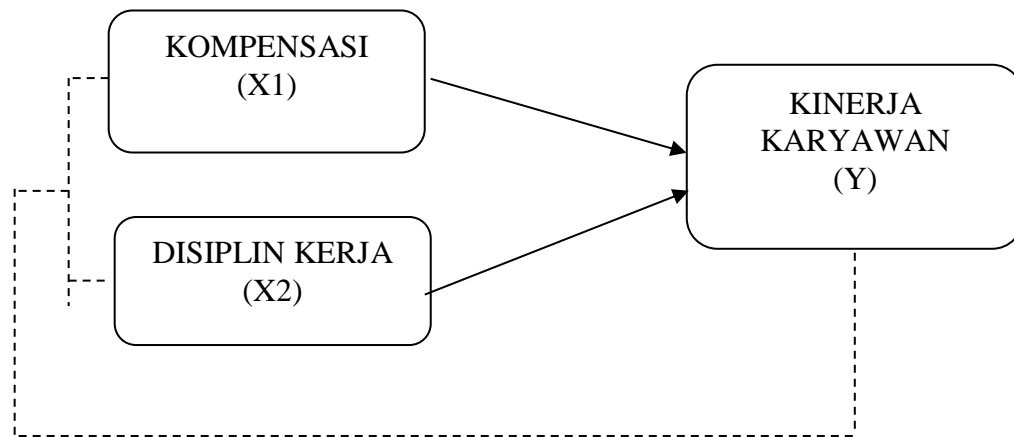 KOMPENSASI
(X1)
KINERJA
KARYAWAN
(Y)
DISIPLIN KERJA
(X2)